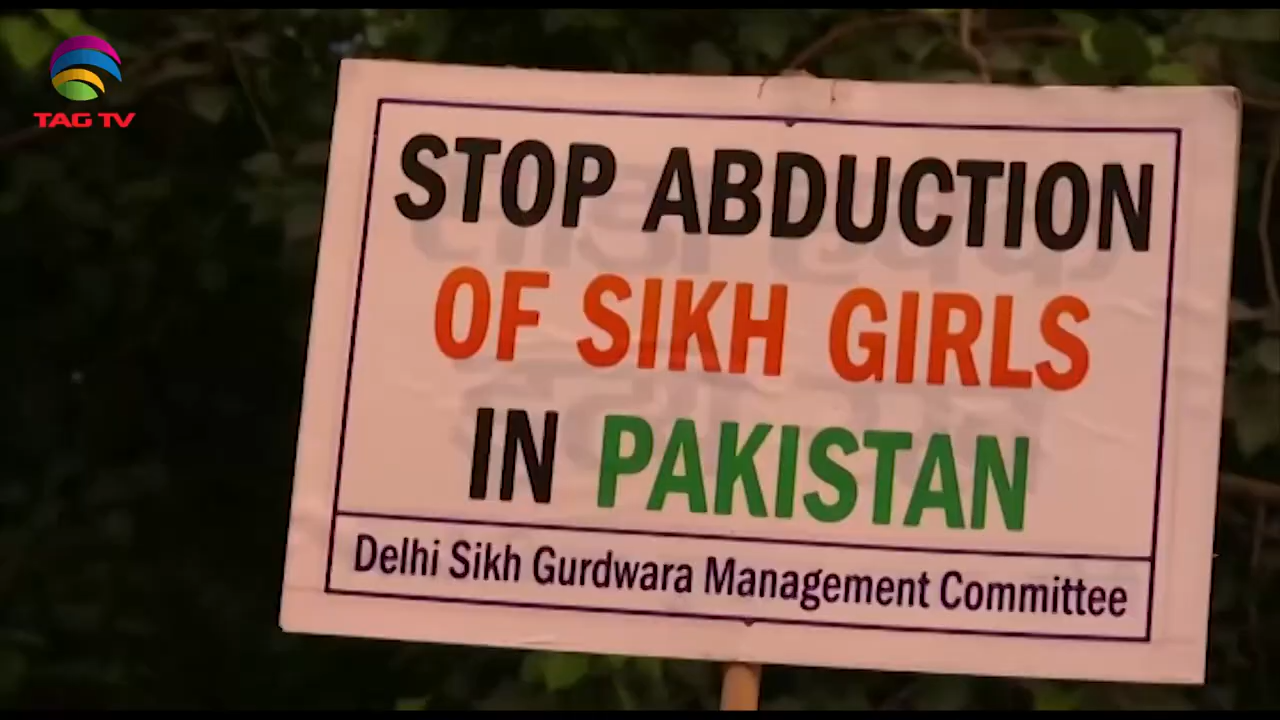 TAG TV
STOP ABDUCTION
OF SIKH GIRLS
IN PAKISTAN
Delhi Sikh Gurdwara Management Committee